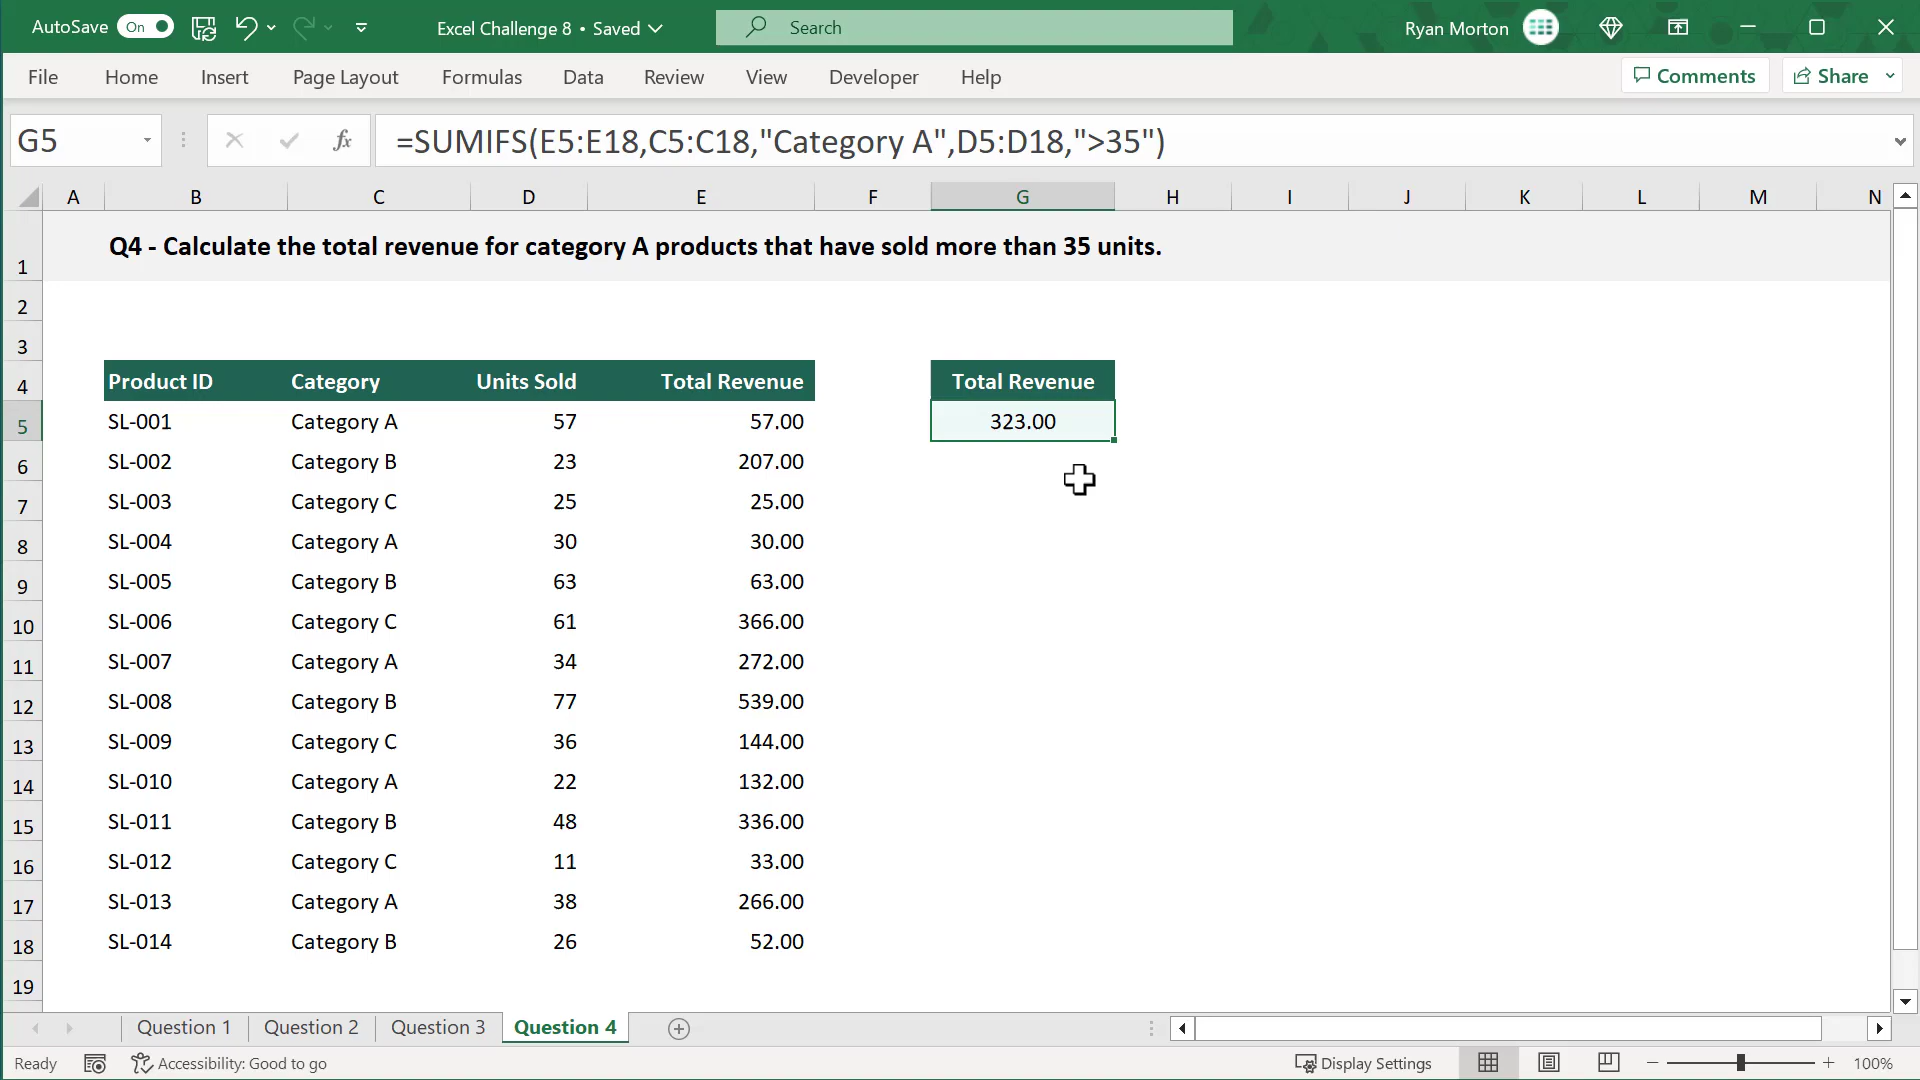 AutoSave On Excel Challenge 8 • Saved Search Ryan Morton
File Home Insert Page Layout Formulas Data Review View Developer Help Comments Share
G5 fx =SUMIFS(E5:E18,C5:C18,"Category A",D5:D18,">35")
A B C D E F G H I J K L M N
1 Q4 - Calculate the total revenue for category A products that have sold more than 35 units.
2
3
4 Product ID Category Units Sold Total Revenue Total Revenue
5 SL-001 Category A 57 57.00 323.00
6 SL-002 Category B 23 207.00
7 SL-003 Category C 25 25.00
8 SL-004 Category A 30 30.00
9 SL-005 Category B 63 63.00
10 SL-006 Category C 61 366.00
11 SL-007 Category A 34 272.00
12 SL-008 Category B 77 539.00
13 SL-009 Category C 36 144.00
14 SL-010 Category A 22 132.00
15 SL-011 Category B 48 336.00
16 SL-012 Category C 11 33.00
17 SL-013 Category A 38 266.00
18 SL-014 Category B 26 52.00
19
Question 1 Question 2 Question 3 Question 4
Ready Accessibility: Good to go Display Settings 100%